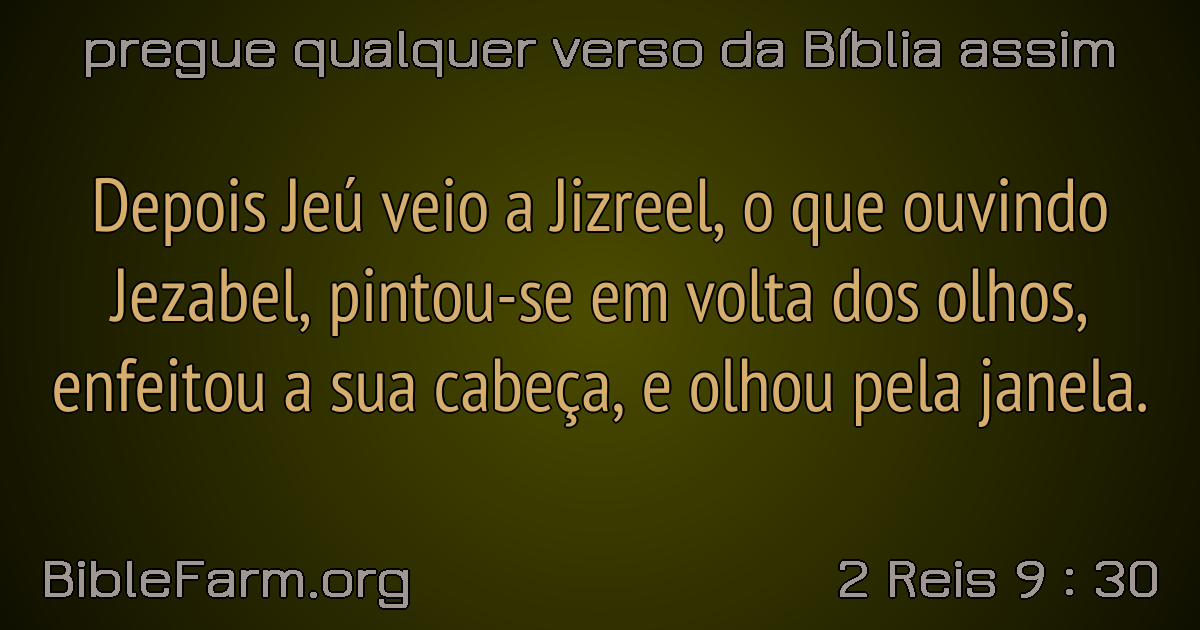 pregue qualquer verso da Bíblia assim
Depois Jeú veio a Jizreel, o que ouvindo
Jezabel, pintou-se em volta dos olhos,
enfeitou a sua cabeça, e olhou pela janela.
BibleFarm.org
2 Reis 9 : 30